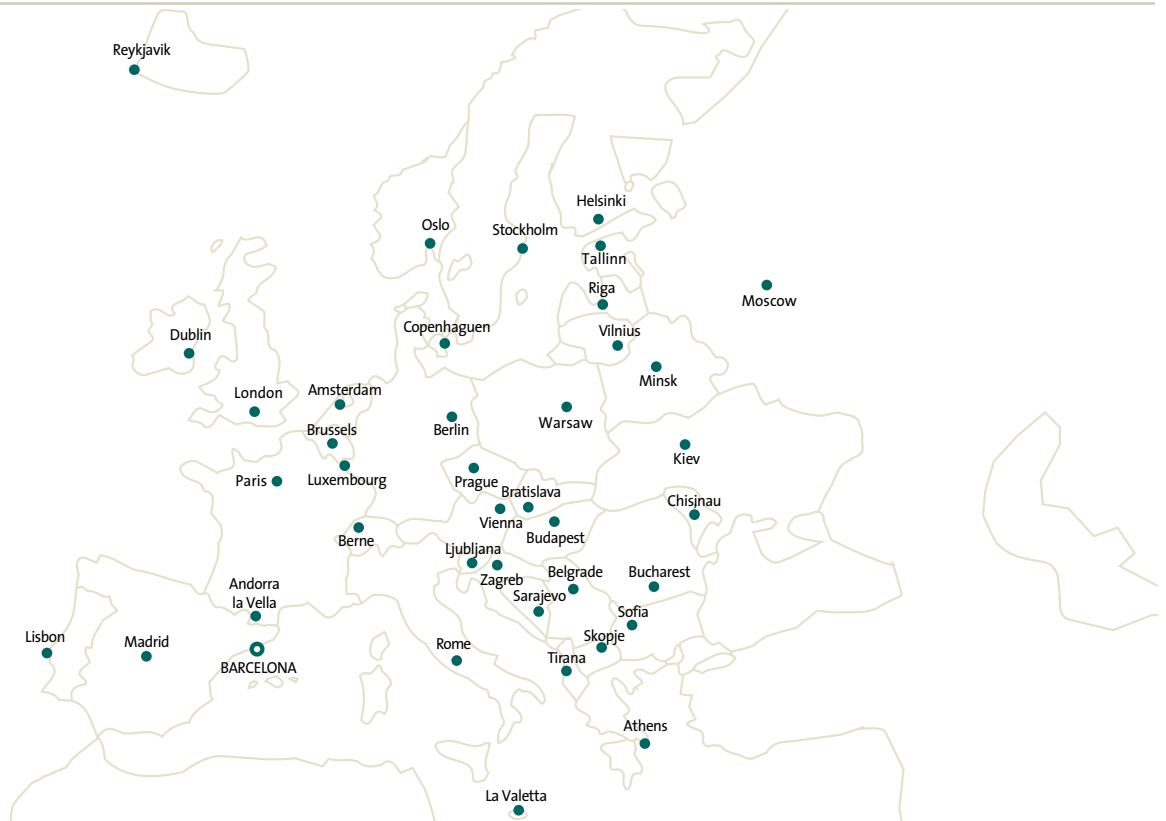 Reykjavik
Helsinki
Oslo
Stockholm
Tallinn
Riga
Moscow
Copenhaguen
Vilnius
Dublin
Minsk
London
Amsterdam
Brussels
Berlin
Warsaw
Kiev
Paris
Luxembourg
Prague
Bratislava
Chisinau
Vienna
Budapest
Berne
Ljubljana
Zagreb
Belgrade
Bucharest
Andorra
la Vella
Sarajevo
Sofia
Lisbon
Madrid
Skopje
Rome
Tirana
BARCELONA
Athens
La Valetta